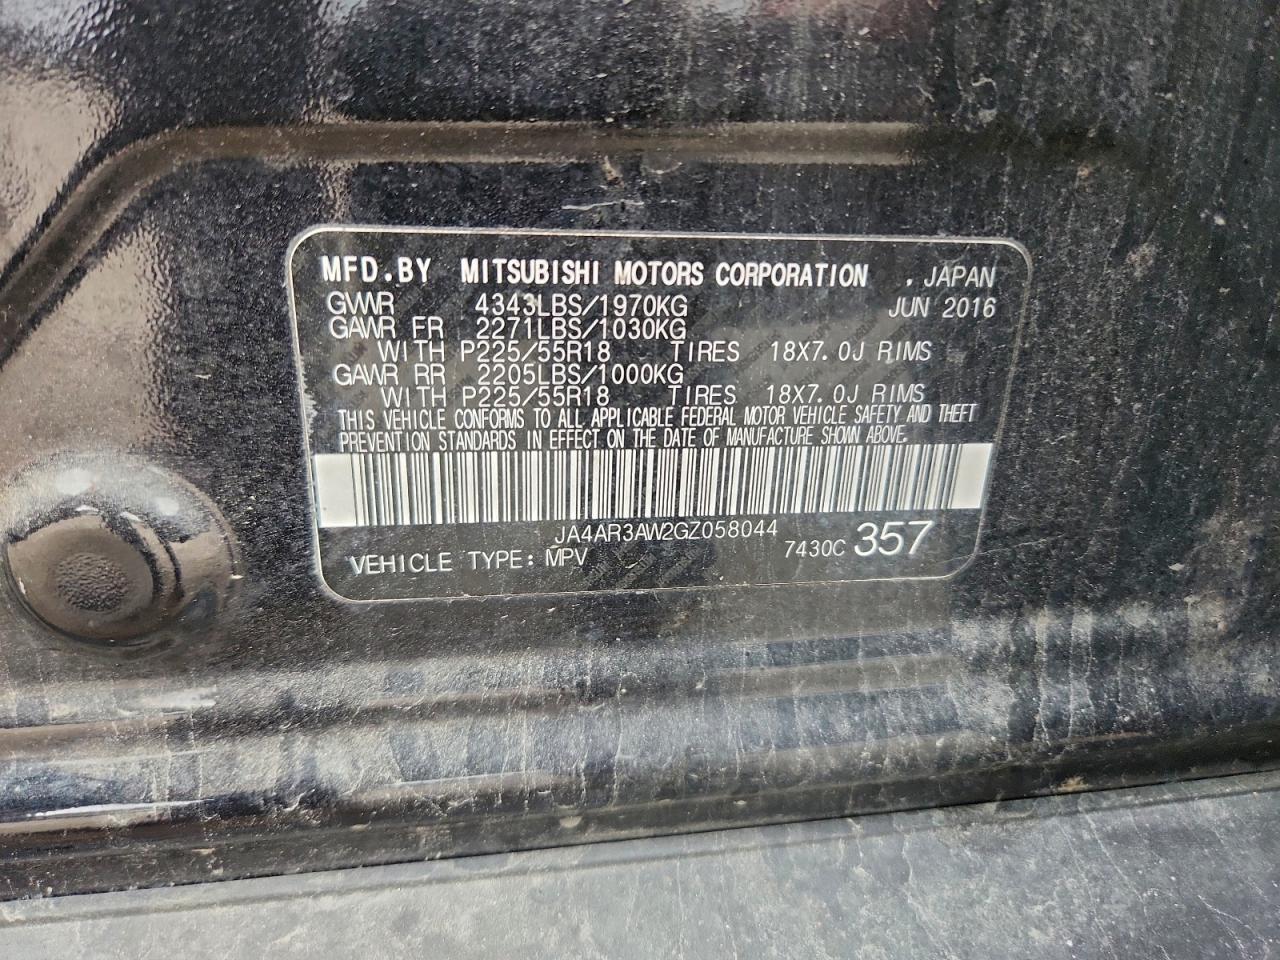 MFD.BY MITSUBISHI MOTORS CORPORATION , JAPAN
GVWR 4343LBS/1970KG JUN 2016
GAWR FR 2271LBS/1030KG
WITH P225/55R18 TIRES 18X7.0J RIMS
GAWR RR 2205LBS/1000KG
WITH P225/55R18 TIRES 18X7.0J RIMS
THIS VEHICLE CONFORMS TO ALL APPLICABLE FEDERAL MOTOR VEHICLE SAFETY AND THEFT
PREVENTION STANDARDS IN EFFECT ON THE DATE OF MANUFACTURE SHOWN ABOVE.
JA4AR3AW2GZ058044
VEHICLE TYPE: MPV 7430C 357